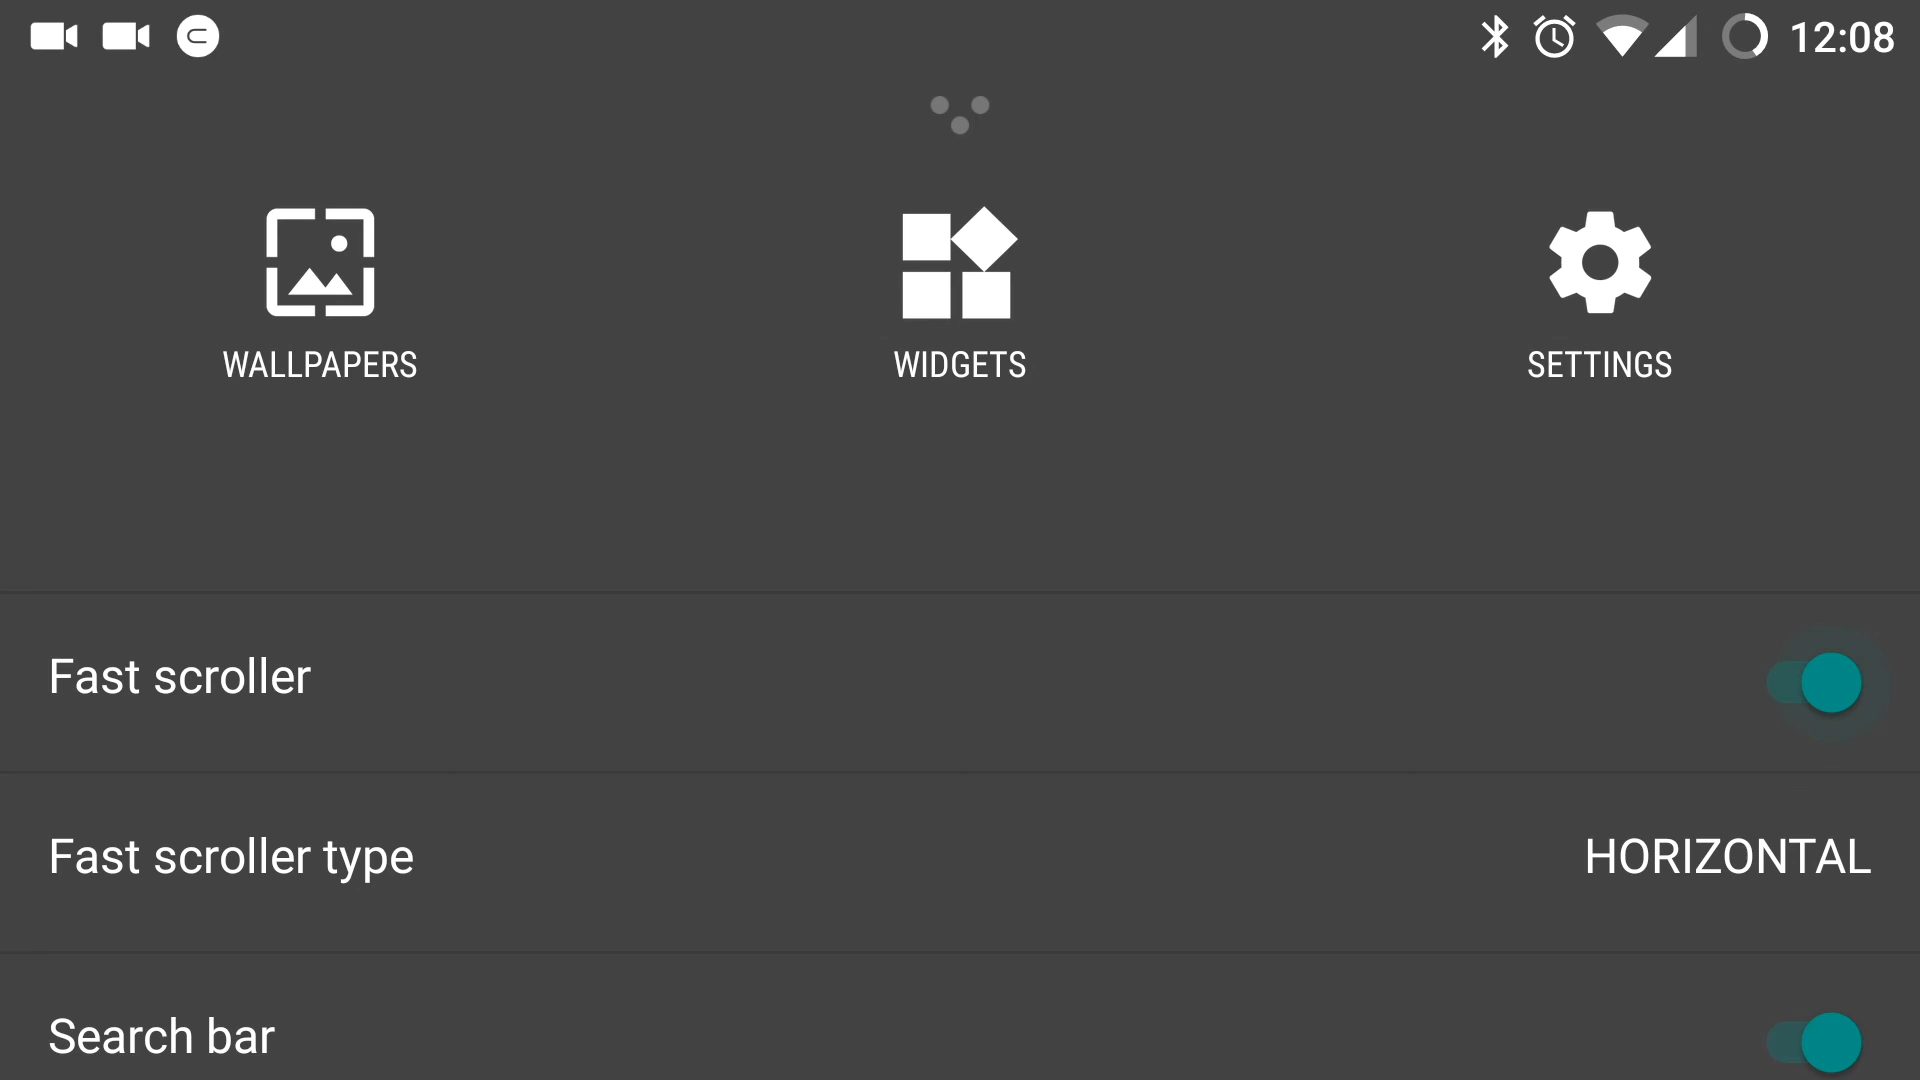 12:08
WALLPAPERS
WIDGETS
SETTINGS
Fast scroller
Fast scroller type
HORIZONTAL
Search bar